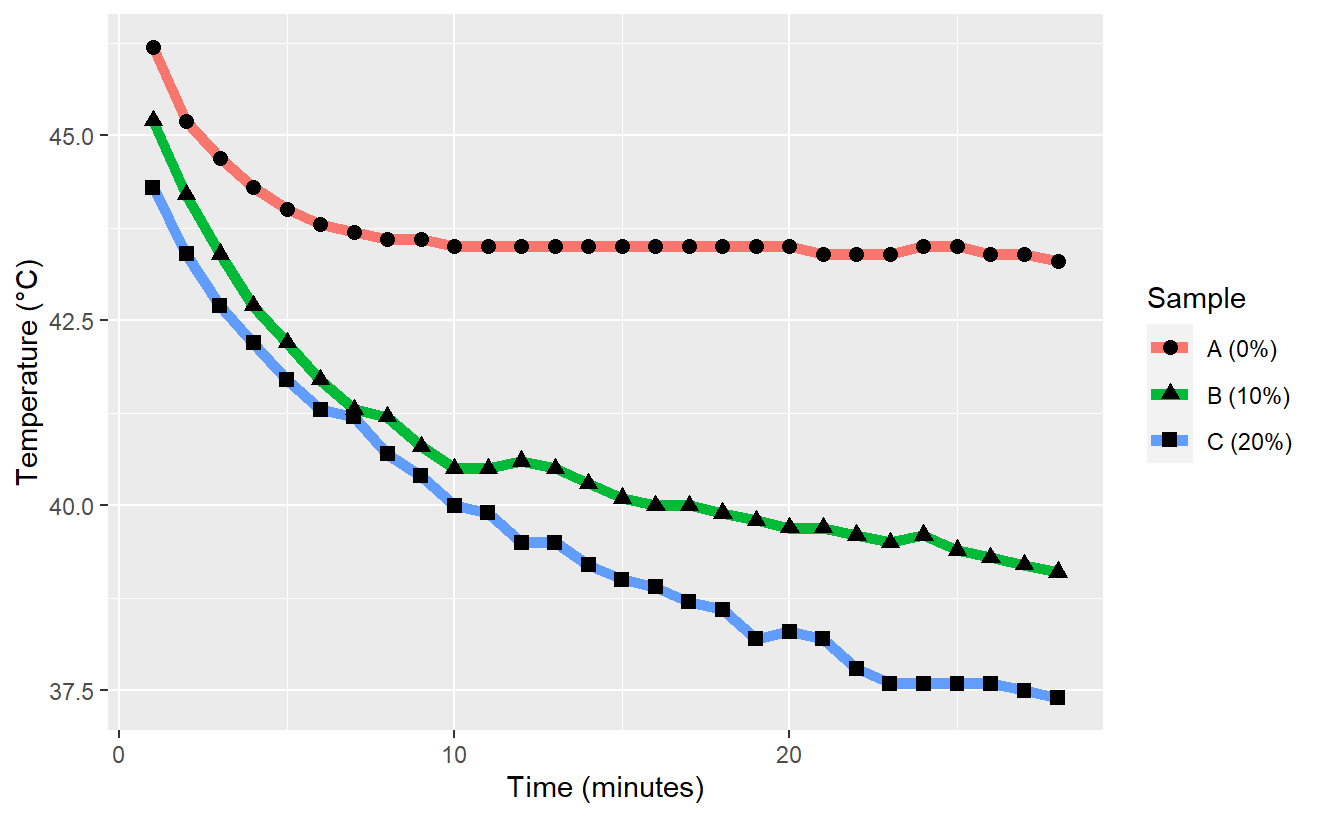 45.0
42.5
40.0
37.5
Temperature (°C)
0
10
20
Time (minutes)
Sample
A (0%)
B (10%)
C (20%)